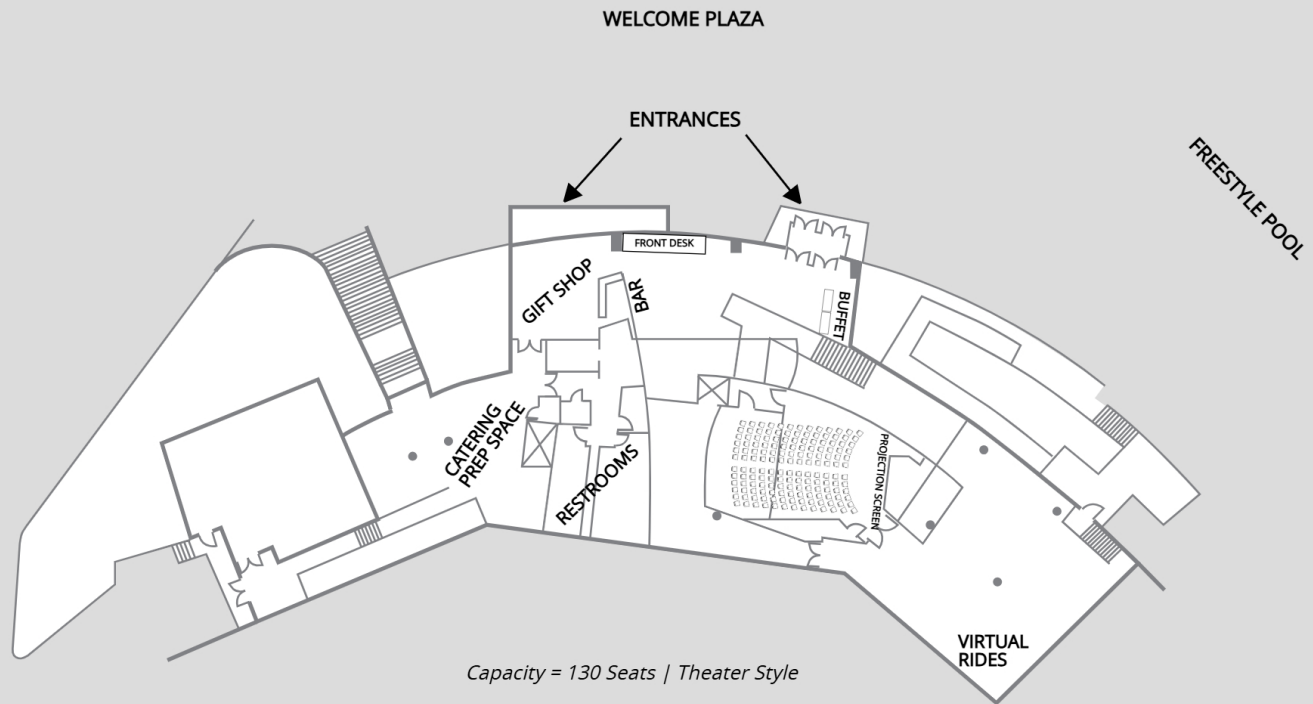 WELCOME PLAZA
ENTRANCES
FREESTYLE POOL
FRONT DESK
GIFT SHOP
BAR
BUFFET
CATERING
PREP SPACE
RESTROOMS
PROJECTION SCREEN
VIRTUAL
RIDES
Capacity = 130 Seats | Theater Style